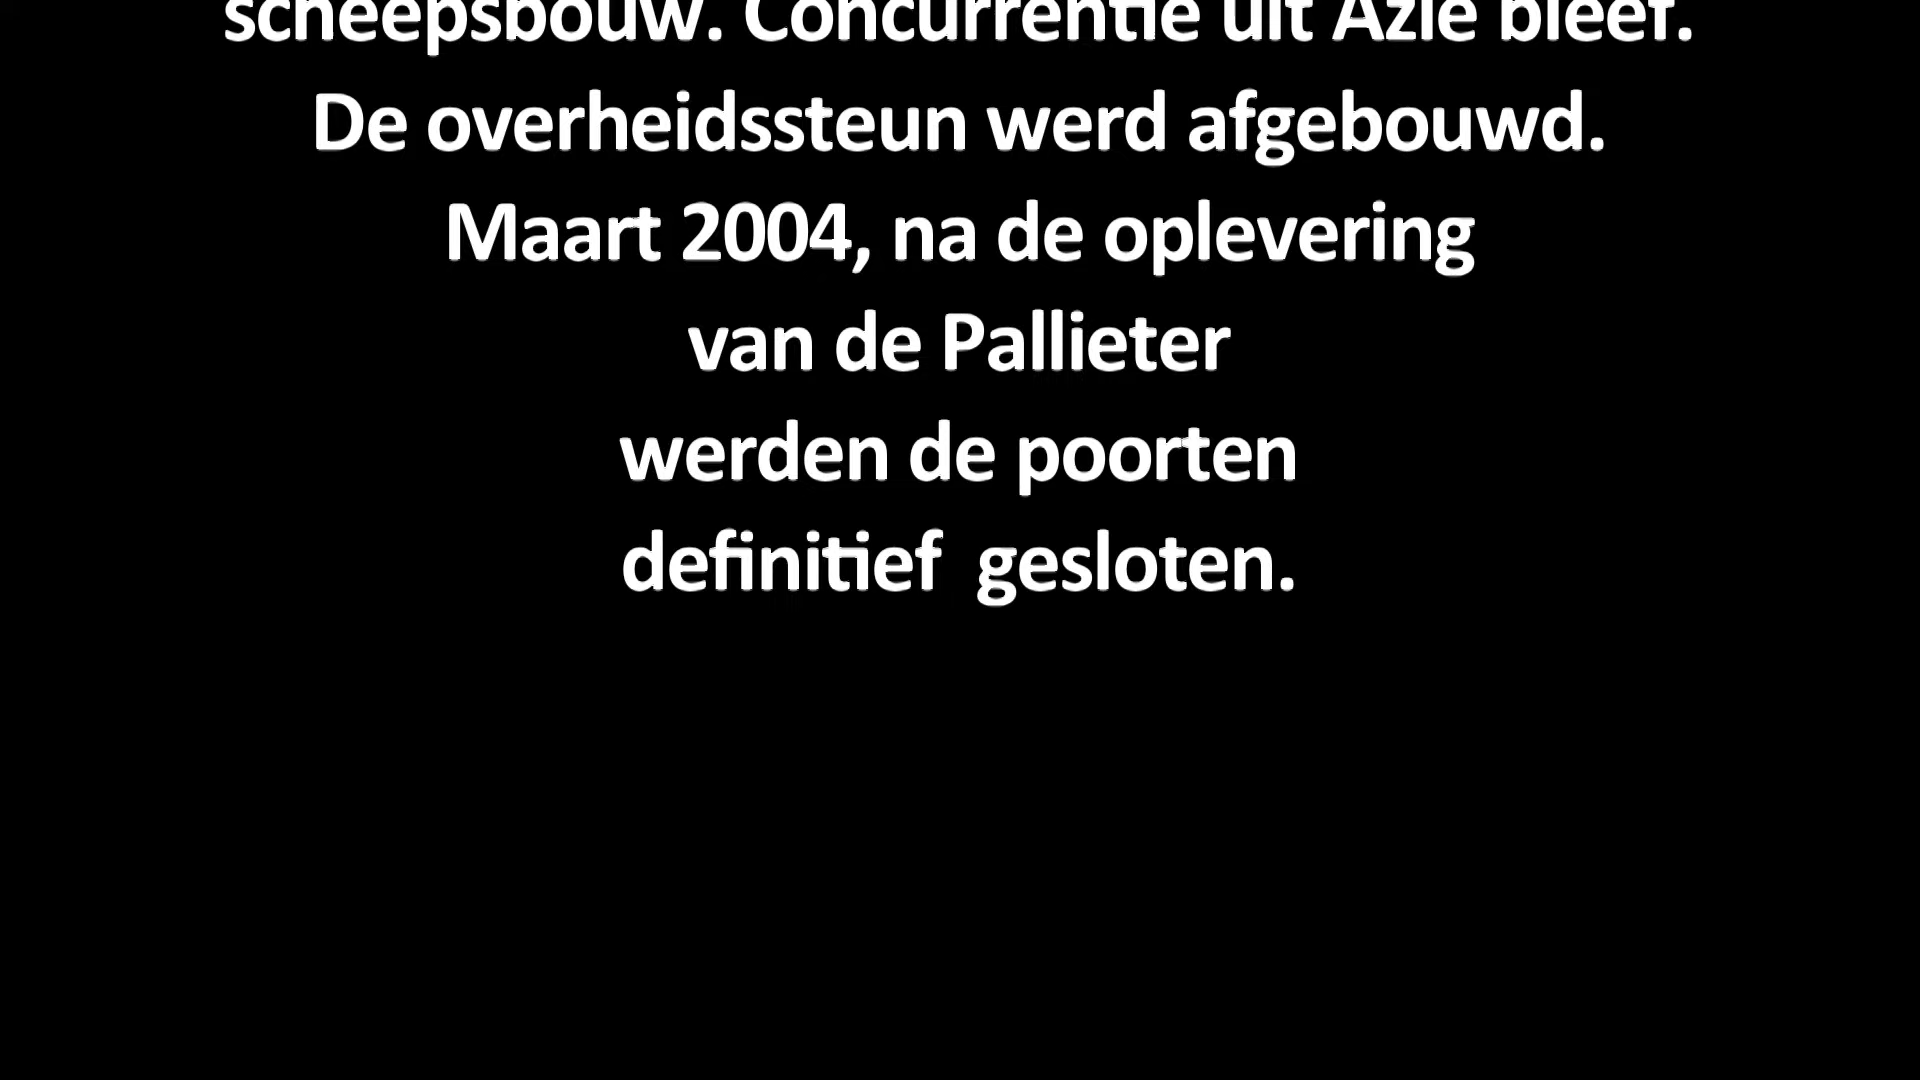 scheepsbouw. Concurrentie uit Azië bleef.
De overheidssteun werd afgebouwd.
Maart 2004, na de oplevering
van de Pallieter
werden de poorten
definitief gesloten.